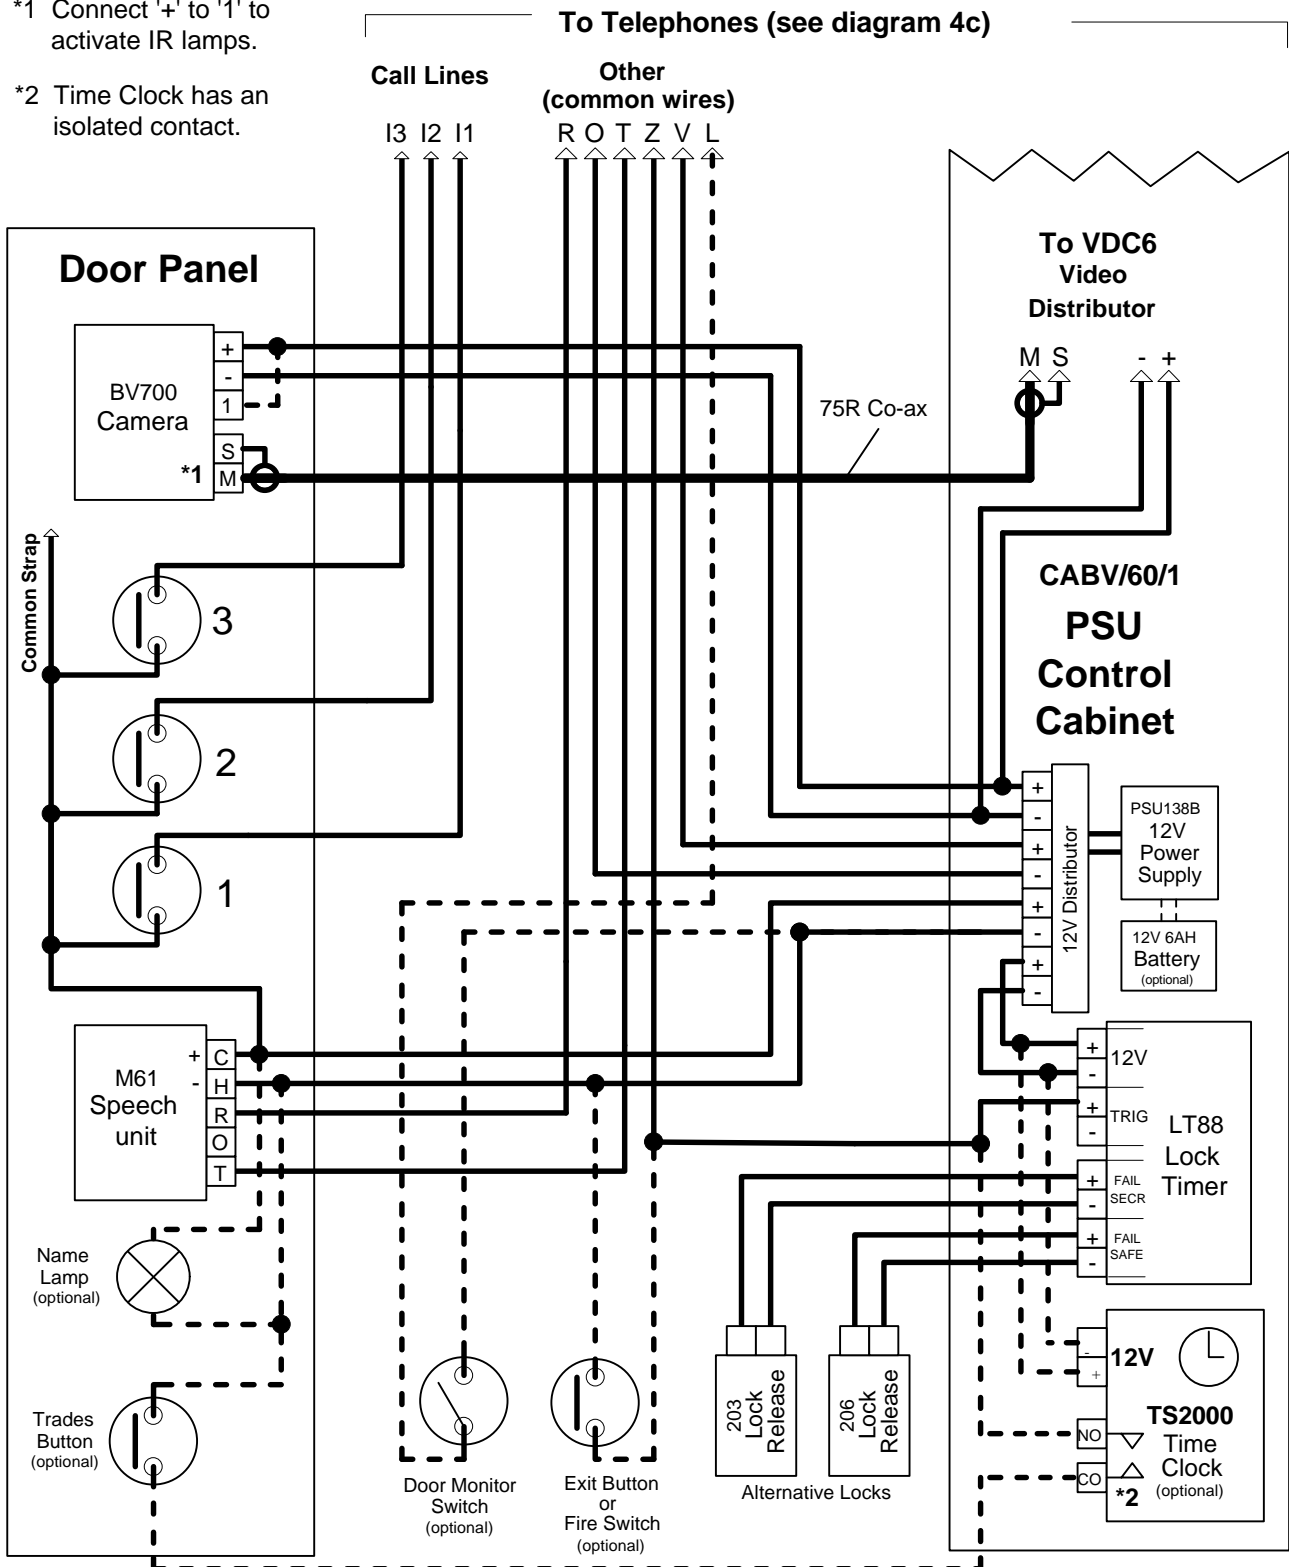 *1 Connect '+' to '1' to
activate IR lamps.
*2 Time Clock has an
isolated contact.
To Telephones (see diagram 4c)
Call Lines
Other
(common wires)
I3 I2 I1
R O T Z V L
Door Panel
BV700
Camera
*1
+
-
1
S
M
75R Co-ax
To VDC6
Video
Distributor
M S - +
Common Strap
3
2
1
CABV/60/1
PSU
Control
Cabinet
+
-
+
-
+
-
+
-
12V Distributor
PSU138B
12V
Power
Supply
12V 6AH
Battery
(optional)
M61
Speech
unit
+ C
- H
R
O
T
+
-
12V
+
-
TRIG
+
-
FAIL
SECR
+
-
FAIL
SAFE
LT88
Lock
Timer
Name
Lamp
(optional)
Trades
Button
(optional)
Door Monitor
Switch
(optional)
Exit Button
or
Fire Switch
(optional)
203
Lock
Release
206
Lock
Release
Alternative Locks
-
+
12V
TS2000
Time
Clock
(optional)
NO
CO
*2